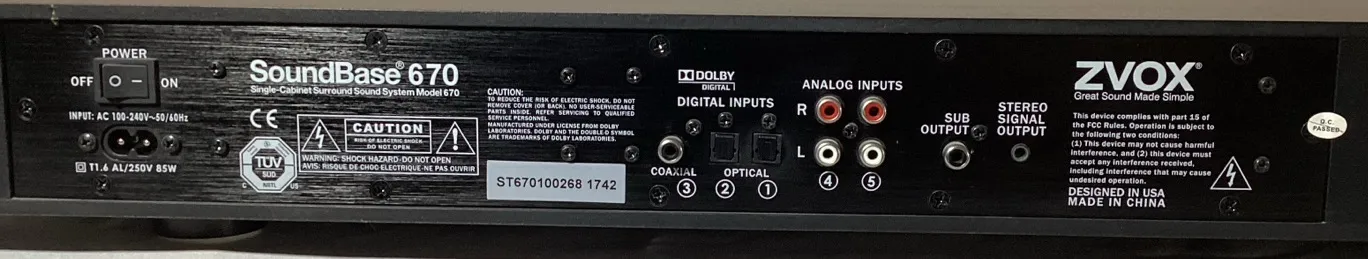 POWER
OFF
O
—
ON
INPUT: AC 100-240V~50/60Hz
T1.6 AL/250V 85W
SoundBase® 670
Single-Cabinet Surround Sound System Model 670
CE
TÜV
SÜD
C
NRTL
US
CAUTION
RISK OF ELECTRIC SHOCK
DO NOT OPEN
WARNING: SHOCK HAZARD-DO NOT OPEN
AVIS: RISQUE DE CHOC ELECTRIQUE-NE PAS OUVRIR
CAUTION:
TO REDUCE THE RISK OF ELECTRIC SHOCK, DO NOT
REMOVE COVER (OR BACK). NO USER-SERVICEABLE
PARTS INSIDE. REFER SERVICING TO QUALIFIED
SERVICE PERSONNEL.
MANUFACTURED UNDER LICENSE FROM DOLBY
LABORATORIES. DOLBY AND THE DOUBLE-D SYMBOL
ARE TRADEMARKS OF DOLBY LABORATORIES.
ST670100268 1742
DOLBY
DIGITAL
DIGITAL INPUTS
COAXIAL
OPTICAL
③
②
①
ANALOG INPUTS
R
L
④
⑤
SUB
OUTPUT
STEREO
SIGNAL
OUTPUT
ZVOX®
Great Sound Made Simple
This device complies with part 15 of
the FCC Rules. Operation is subject to
the following two conditions:
(1) This device may not cause harmful
interference, and (2) this device must
accept any interference received,
including interference that may cause
undesired operation.
DESIGNED IN USA
MADE IN CHINA
Q.C.
PASSED